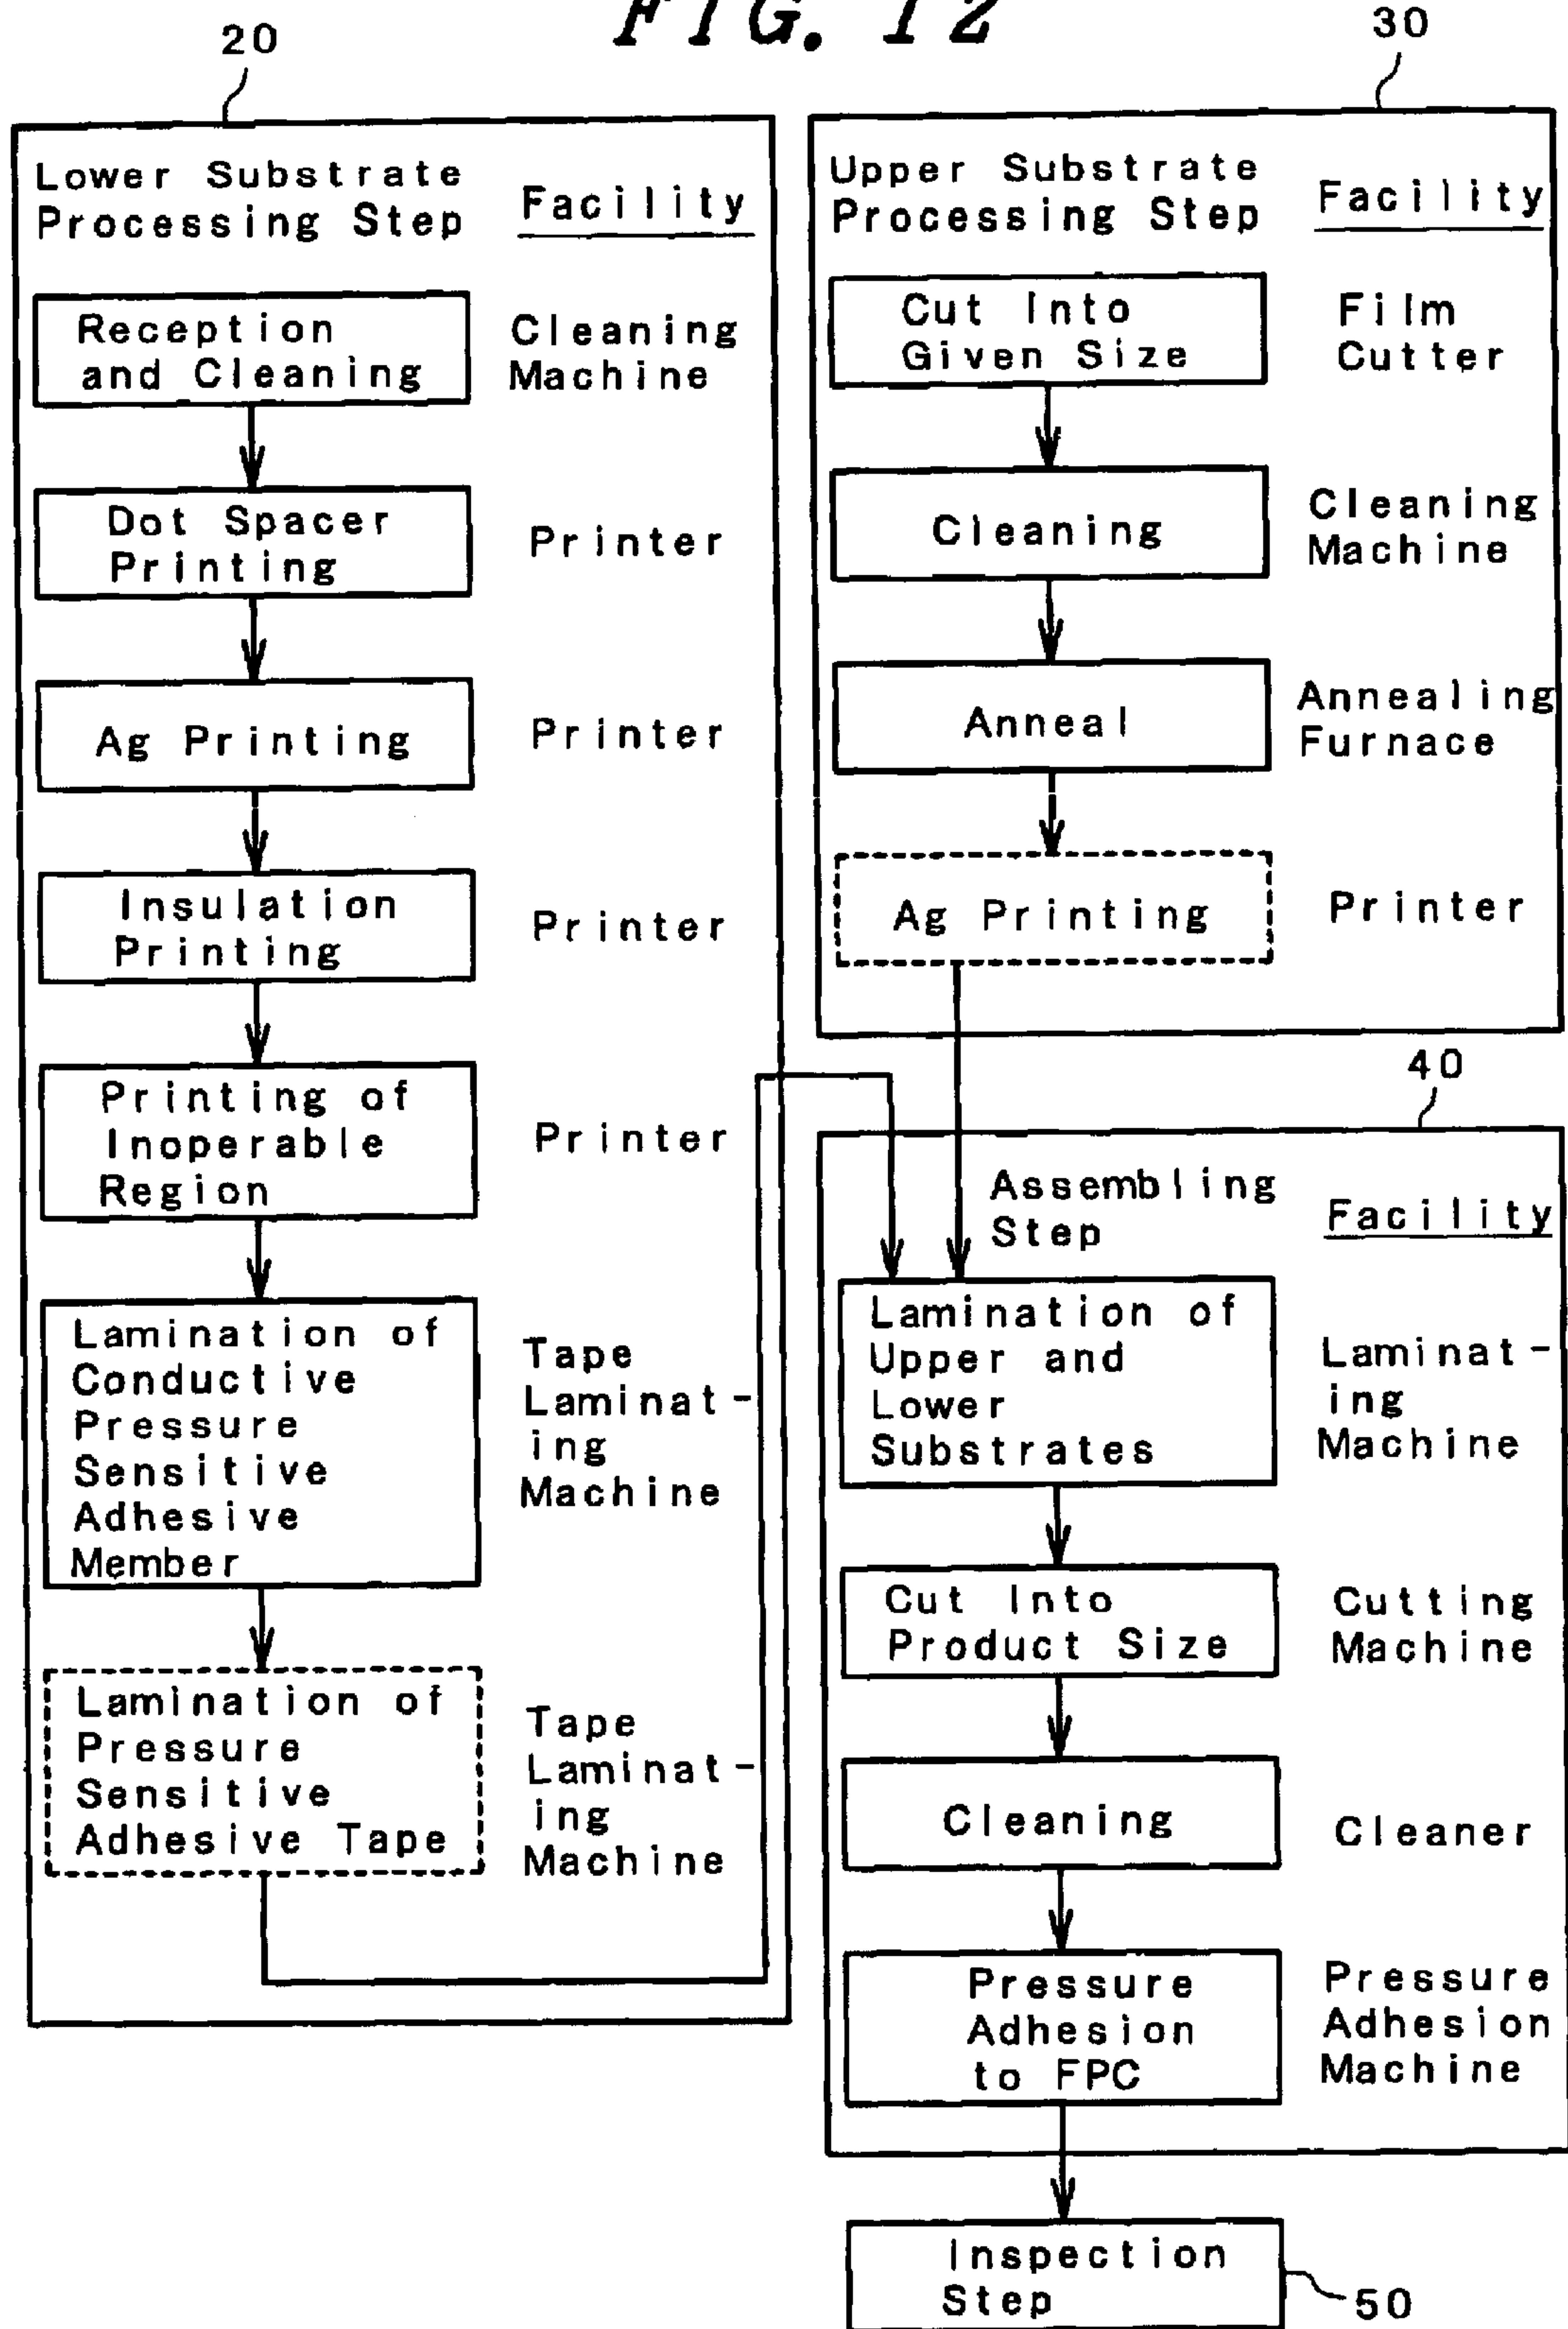 FIG. 12
20
Lower Substrate
Processing Step
Facility
Reception
and Cleaning
Cleaning
Machine
Dot Spacer
Printing
Printer
Ag Printing
Printer
Insulation
Printing
Printer
Printing of
Inoperable
Region
Printer
Lamination of
Conductive
Pressure
Sensitive
Adhesive
Member
Tape
Laminat-
ing
Machine
Lamination of
Pressure
Sensitive
Adhesive Tape
Tape
Laminat-
ing
Machine
30
Upper Substrate
Processing Step
Facility
Cut Into
Given Size
Film
Cutter
Cleaning
Cleaning
Machine
Anneal
Annealing
Furnace
Ag Printing
Printer
40
Assembling
Step
Facility
Lamination of
Upper and
Lower
Substrates
Laminat-
ing
Machine
Cut Into
Product Size
Cutting
Machine
Cleaning
Cleaner
Pressure
Adhesion
to FPC
Pressure
Adhesion
Machine
Inspection
Step
50